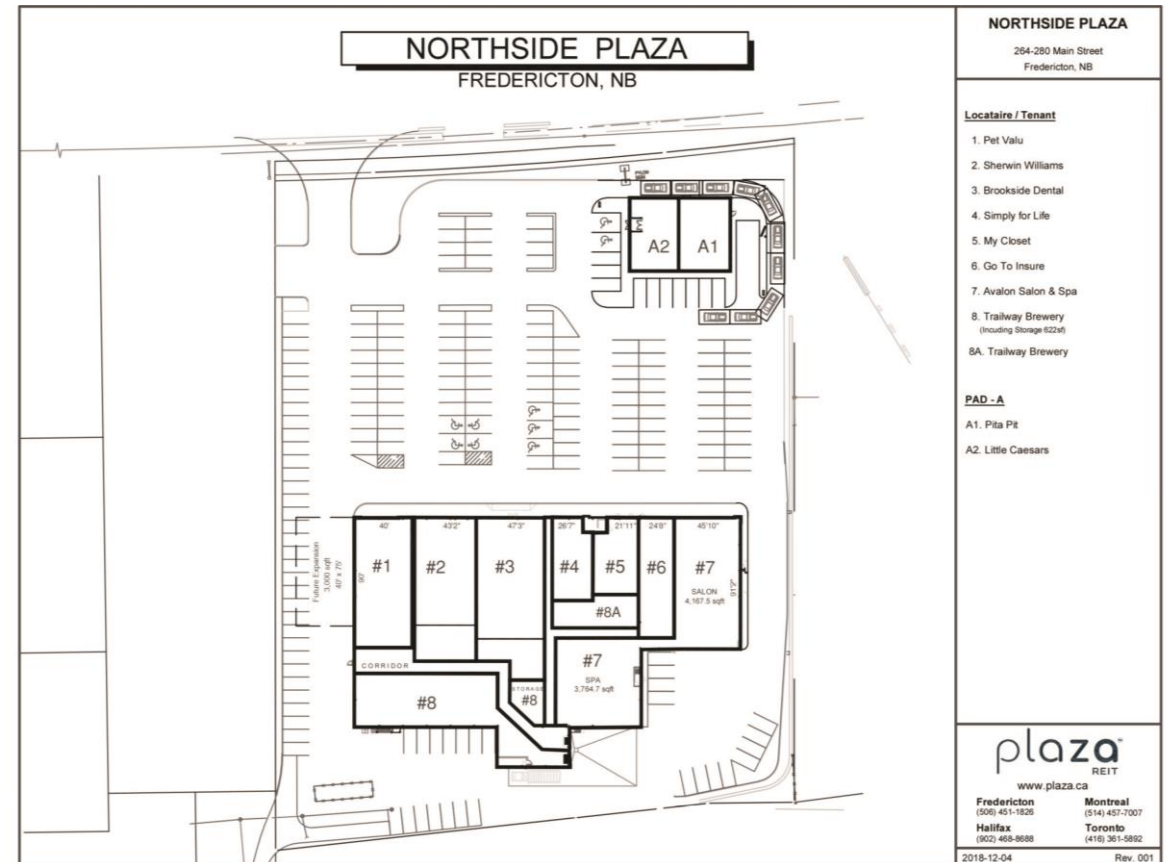 NORTHSIDE PLAZA
FREDERICTON, NB
A2
A1
40'
43'2"
47'3"
26'7"
21'11"
24'8"
45'10"
Future Expansion
3,000 sqft
40' x 75'
90'
#1
#2
#3
#4
#5
#6
#7
SALON
4,167.5 sqft
91'2"
#8A
CORRIDOR
#7
SPA
3,764.7 sqft
STORAGE
#8
#8
NORTHSIDE PLAZA
264-280 Main Street
Fredericton, NB
Locataire / Tenant
1. Pet Valu
2. Sherwin Williams
3. Brookside Dental
4. Simply for Life
5. My Closet
6. Go To Insure
7. Avalon Salon & Spa
8. Trailway Brewery
(Incuding Storage 622sf)
8A. Trailway Brewery
PAD - A
A1. Pita Pit
A2. Little Caesars
plaza
REIT
www.plaza.ca
Fredericton Montreal
(506) 451-1826 (514) 457-7007
Halifax Toronto
(902) 468-8688 (416) 361-5892
2018-12-04 Rev. 001